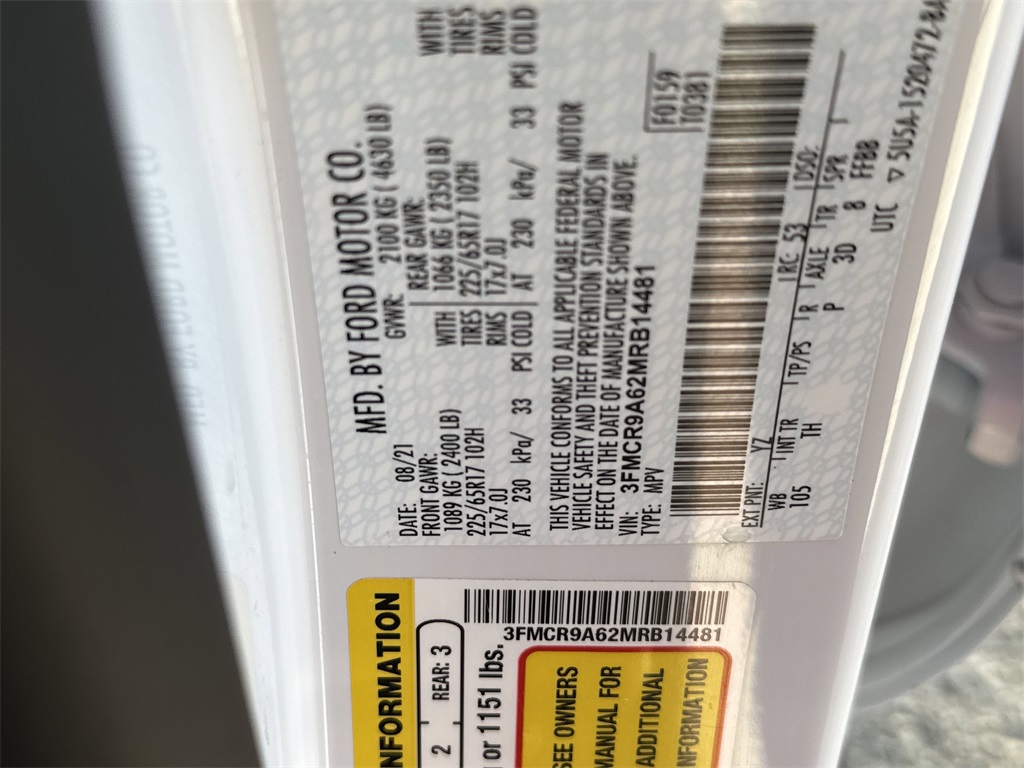 MFD. BY FORD MOTOR CO.
DATE: 08/21 GVWR: 2100 KG ( 4630 LB)
FRONT GAWR: REAR GAWR:
1089 KG ( 2400 LB) WITH 1066 KG ( 2350 LB) WITH
225/65R17 102H TIRES 225/65R17 102H TIRES
17x7.0J RIMS 17x7.0J RIMS
AT 230 kPa/ 33 PSI COLD AT 230 kPa/ 33 PSI COLD
THIS VEHICLE CONFORMS TO ALL APPLICABLE FEDERAL MOTOR
VEHICLE SAFETY AND THEFT PREVENTION STANDARDS IN
EFFECT ON THE DATE OF MANUFACTURE SHOWN ABOVE.
VIN: 3FMCR9A62MRB14481
TYPE: MPV
F0159
T0381
EXT PNT: YZ RC: 53 DSO:
WB INT TR TP/PS R AXLE TR SPR
105 TH P 3D 8 FFBB
UTC ▽ 5U5A-1520472-BA
INFORMATION
2 REAR: 3
or 1151 lbs.
3FMCR9A62MRB14481
SEE OWNERS
MANUAL FOR
ADDITIONAL
INFORMATION